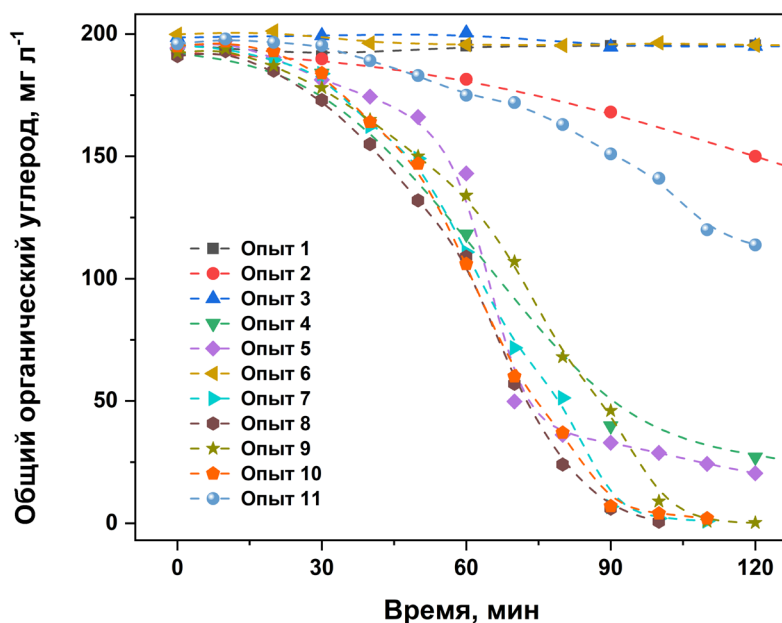 Общий органический углерод, мг л-1
200
150
100
50
0
Опыт 1
Опыт 2
Опыт 3
Опыт 4
Опыт 5
Опыт 6
Опыт 7
Опыт 8
Опыт 9
Опыт 10
Опыт 11
0 30 60 90 120
Время, мин